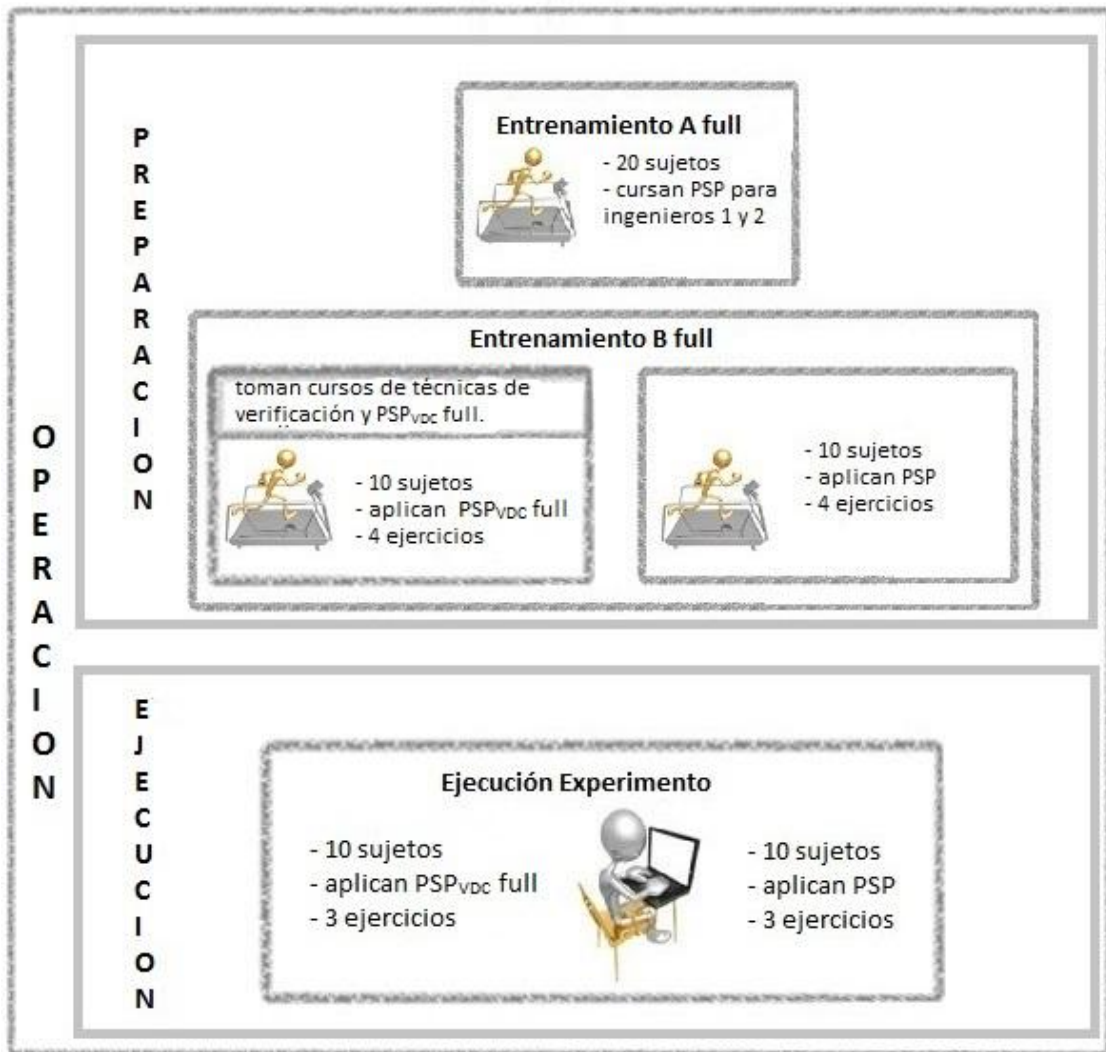 OPERACION
PREPARACION
Entrenamiento A full
- 20 sujetos
- cursan PSP para
ingenieros 1 y 2
Entrenamiento B full
toman cursos de técnicas de
verificación y PSPVDC full.
- 10 sujetos
- aplican PSPVDC full
- 4 ejercicios
- 10 sujetos
- aplican PSP
- 4 ejercicios
EJECUCION
Ejecución Experimento
- 10 sujetos
- aplican PSPVDC full
- 3 ejercicios
- 10 sujetos
- aplican PSP
- 3 ejercicios